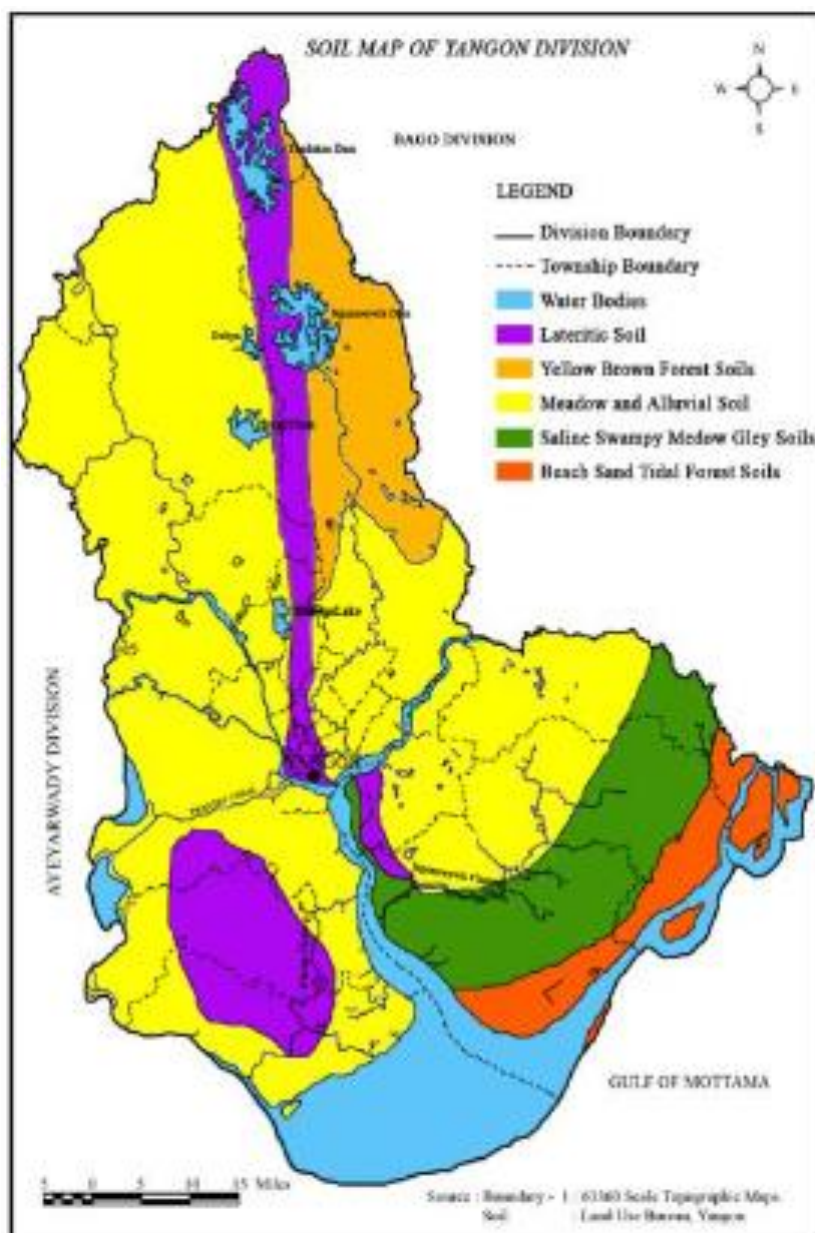 SOIL MAP OF YANGON DIVISION
N
W
E
S
BAGO DIVISION
LEGEND
Division Boundary
Township Boundary
Water Bodies
Lateritic Soil
Yellow Brown Forest Soils
Meadow and Alluvial Soil
Saline Swampy Medow Gley Soils
Beach Sand Tidal Forest Soils
Lake
AYEYARWADY DIVISION
GULF OF MOTTAMA
5 0 5 10 15 Miles
Source : Boundary - 1 : 63360 Scale Topographic Maps
Soil : Land Use Bureau, Yangon